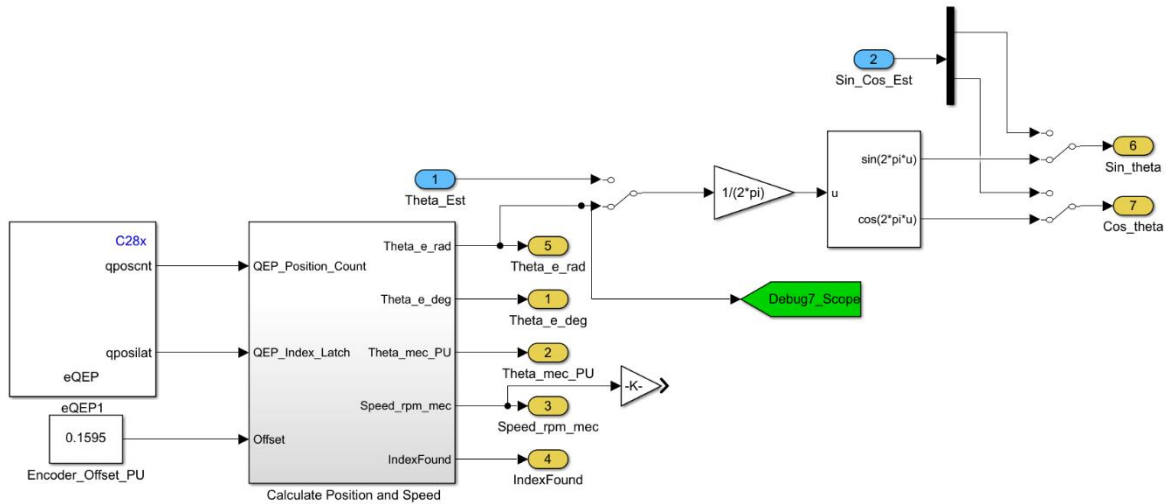 2
Sin_Cos_Est
1
Theta_Est
1/(2*pi)
u
sin(2*pi*u)
cos(2*pi*u)
6
Sin_theta
7
Cos_theta
C28x
qposcnt
qposilat
eQEP
eQEP1
0.1595
Encoder_Offset_PU
QEP_Position_Count
QEP_Index_Latch
Offset
Theta_e_rad
Theta_e_deg
Theta_mec_PU
Speed_rpm_mec
IndexFound
Calculate Position and Speed
5
Theta_e_rad
1
Theta_e_deg
2
Theta_mec_PU
3
Speed_rpm_mec
4
IndexFound
-K-
Debug7_Scope